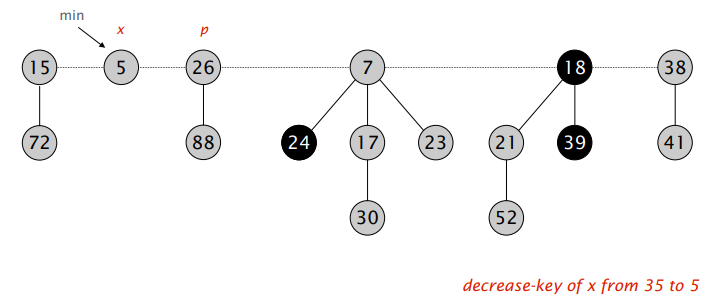 min
x
p
15 5 26 7 18 38
72 88 24 17 23 21 39 41
30 52
decrease-key of x from 35 to 5